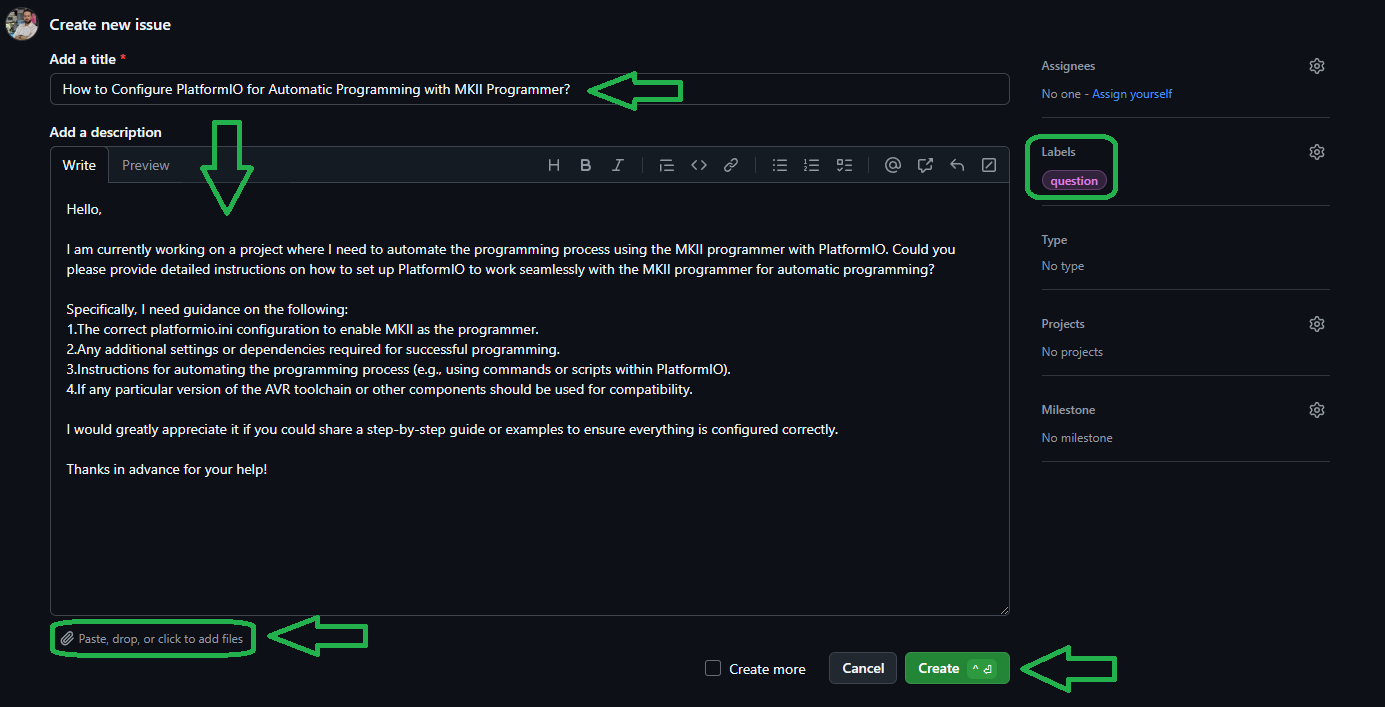 Create new issue
Add a title *
How to Configure PlatformIO for Automatic Programming with MKII Programmer?
Add a description
Write Preview
Hello,
I am currently working on a project where I need to automate the programming process using the MKII programmer with PlatformIO. Could you
please provide detailed instructions on how to set up PlatformIO to work seamlessly with the MKII programmer for automatic programming?
Specifically, I need guidance on the following:
1.The correct platformio.ini configuration to enable MKII as the programmer.
2.Any additional settings or dependencies required for successful programming.
3.Instructions for automating the programming process (e.g., using commands or scripts within PlatformIO).
4.If any particular version of the AVR toolchain or other components should be used for compatibility.
I would greatly appreciate it if you could share a step-by-step guide or examples to ensure everything is configured correctly.
Thanks in advance for your help!
Paste, drop, or click to add files
Create more Cancel Create
Assignees
No one - Assign yourself
Labels
question
Type
No type
Projects
No projects
Milestone
No milestone